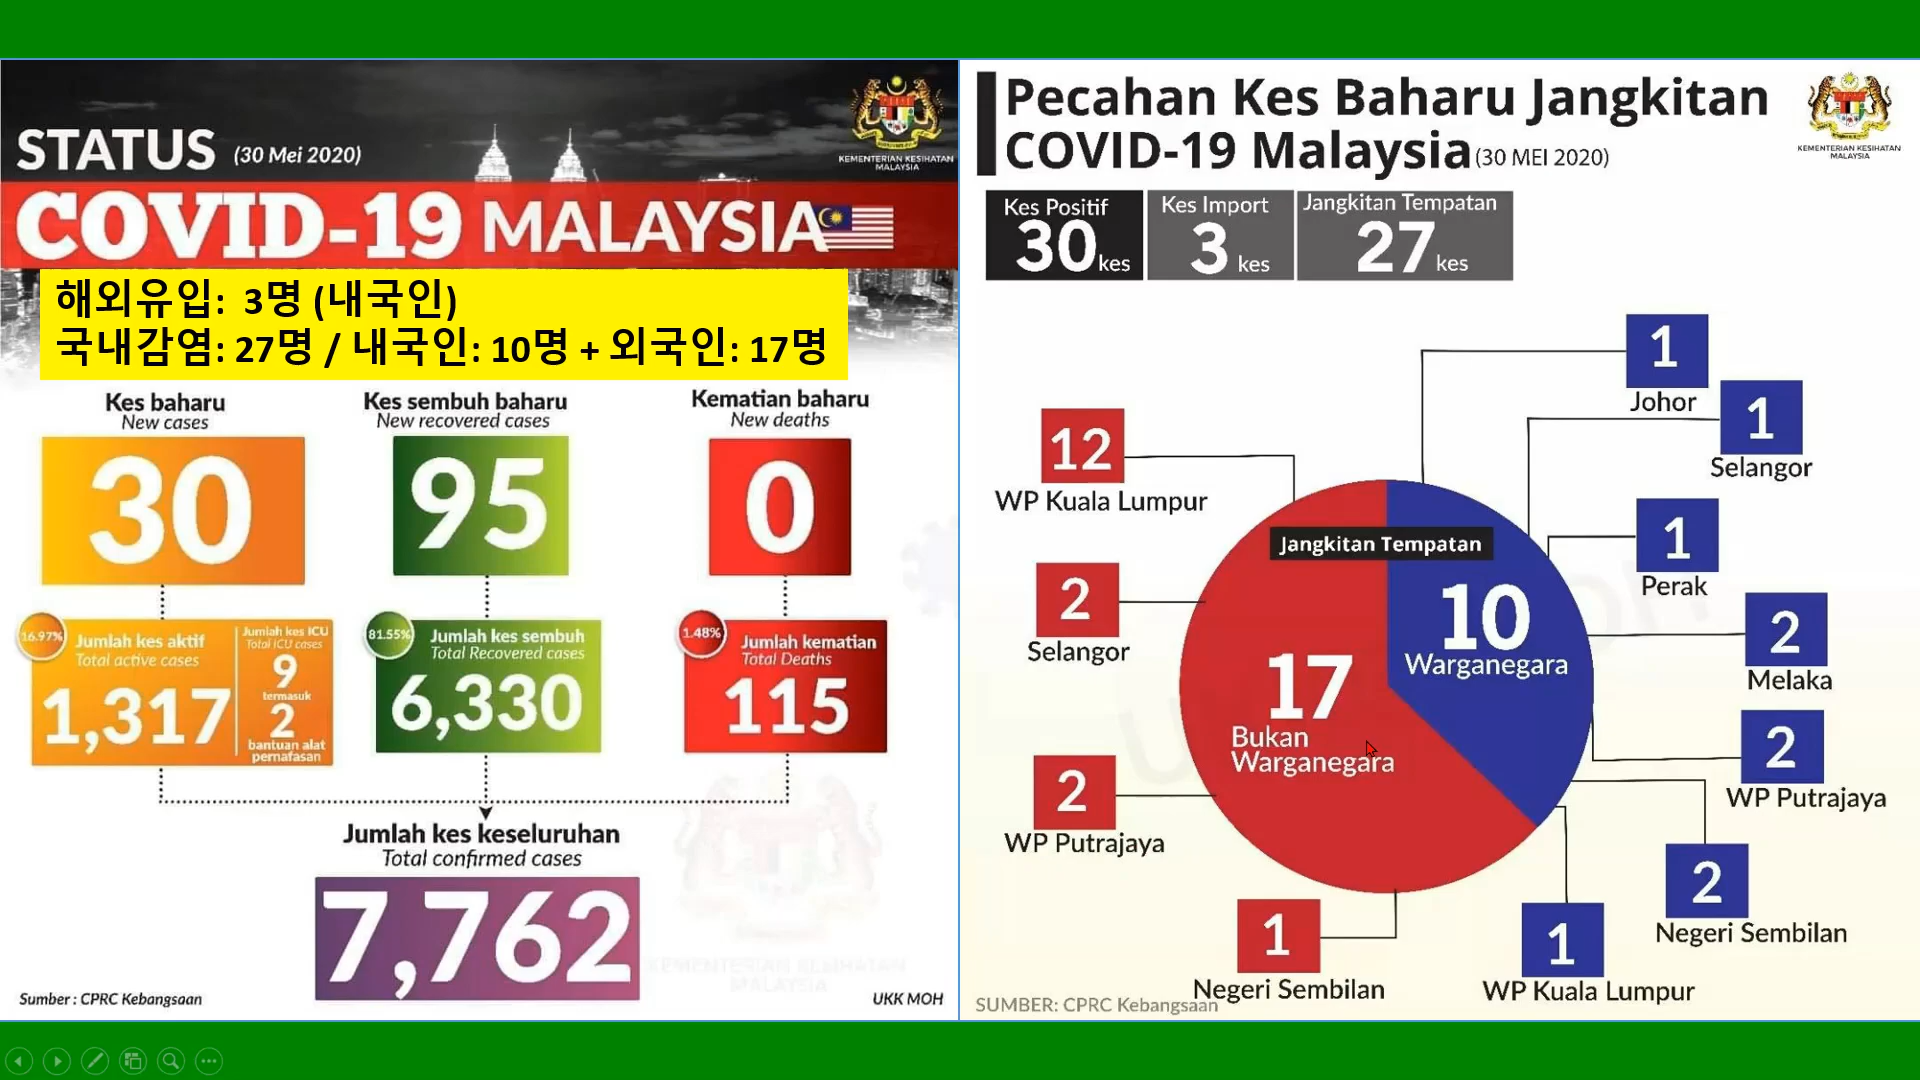 STATUS (30 Mei 2020)
KEMENTERIAN KESIHATAN
MALAYSIA
COVID-19 MALAYSIA
해외유입: 3명 (내국인)
국내감염: 27명 / 내국인: 10명 + 외국인: 17명
Kes baharu
New cases
30
Kes sembuh baharu
New recovered cases
95
Kematian baharu
New deaths
0
16.97%
Jumlah kes aktif
Total active cases
1,317
Jumlah kes ICU
Total ICU cases
9
termasuk
2
bantuan alat
pernafasan
81.55%
Jumlah kes sembuh
Total Recovered cases
6,330
1.48%
Jumlah kematian
Total Deaths
115
Jumlah kes keseluruhan
Total confirmed cases
7,762
KEMENTERIAN KESIHATAN
MALAYSIA
Sumber : CPRC Kebangsaan
UKK MOH
Pecahan Kes Baharu Jangkitan
COVID-19 Malaysia (30 MEI 2020)
KEMENTERIAN KESIHATAN
MALAYSIA
Kes Positif
30 kes
Kes Import
3 kes
Jangkitan Tempatan
27 kes
1
Johor
1
Selangor
12
WP Kuala Lumpur
1
Perak
Jangkitan Tempatan
2
Selangor
10
Warganegara
2
Melaka
17
Bukan
Warganegara
2
WP Putrajaya
2
WP Putrajaya
2
Negeri Sembilan
1
Negeri Sembilan
1
WP Kuala Lumpur
SUMBER: CPRC Kebangsaan